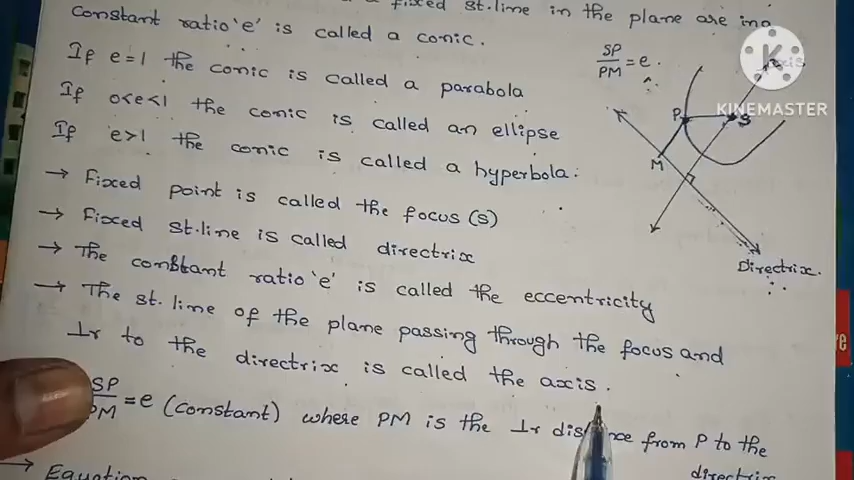 a fixed st.line in the plane are in a
constant ratio 'e' is called a conic.
If e=1 the conic is called a parabola
If 0<e<1 the conic is called an ellipse
If e>1 the conic is called a hyperbola:
→ Fixed point is called the focus (s)
→ Fixed st.line is called directrix
→ The constant ratio 'e' is called the eccentricity
→ The st. line of the plane passing through the focus and
⊥r to the directrix is called the axis.
SP/PM = e (constant) where PM is the ⊥r distance from P to the
directrix
→ Equation
SP/PM = e.
axis
KINEMASTER
P
S
M
Directrix.